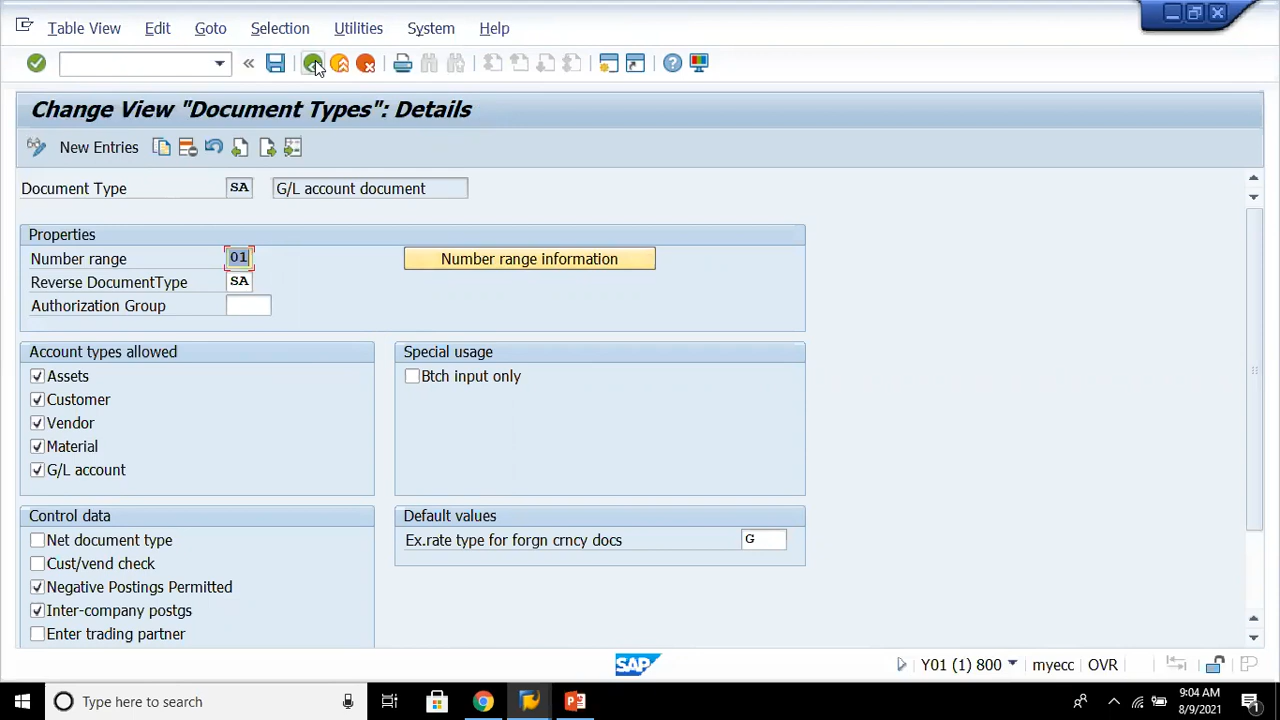 Table View Edit Goto Selection Utilities System Help
Change View "Document Types": Details
New Entries
Document Type SA G/L account document
Properties
Number range 01 Number range information
Reverse DocumentType SA
Authorization Group
Account types allowed Special usage
Assets Btch input only
Customer
Vendor
Material
G/L account
Control data Default values
Net document type Ex.rate type for forgn crncy docs G
Cust/vend check
Negative Postings Permitted
Inter-company postgs
Enter trading partner
SAP Y01 (1) 800 myecc OVR
Type here to search 9:04 AM
8/9/2021 1